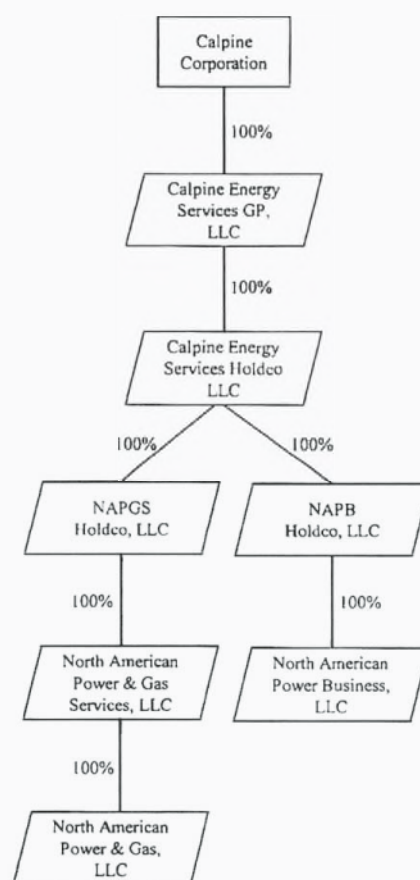 Calpine
Corporation
100%
Calpine Energy
Services GP,
LLC
100%
Calpine Energy
Services Holdco
LLC
100%
100%
NAPGS
Holdco, LLC
NAPB
Holdco, LLC
100%
100%
North American
Power & Gas
Services, LLC
North American
Power Business,
LLC
100%
North American
Power & Gas,
LLC